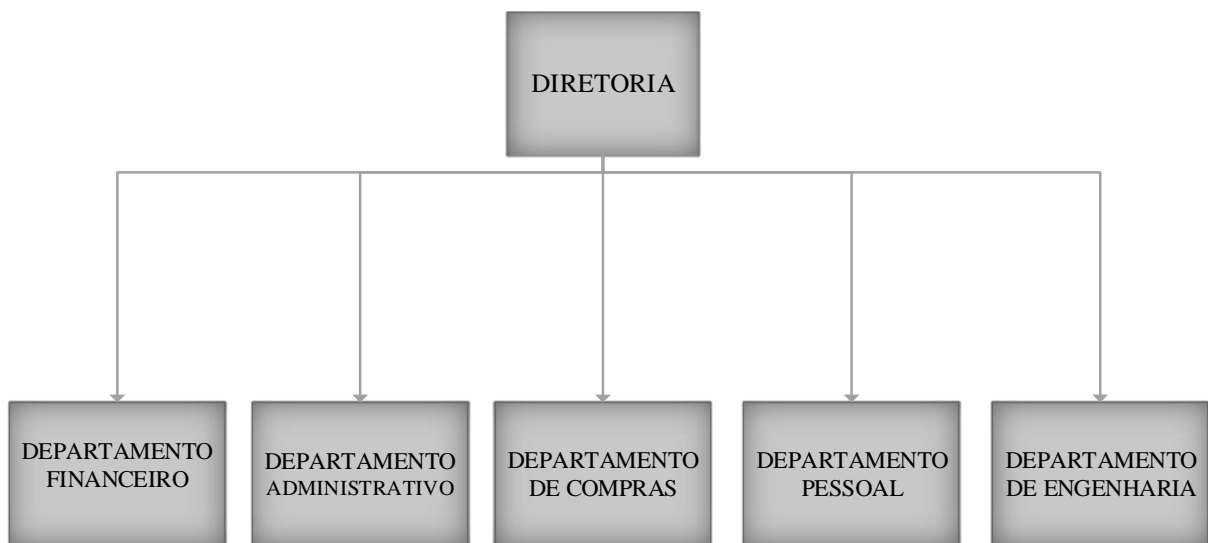 DIRETORIA
DEPARTAMENTO
FINANCEIRO
DEPARTAMENTO
ADMINISTRATIVO
DEPARTAMENTO
DE COMPRAS
DEPARTAMENTO
PESSOAL
DEPARTAMENTO
DE ENGENHARIA